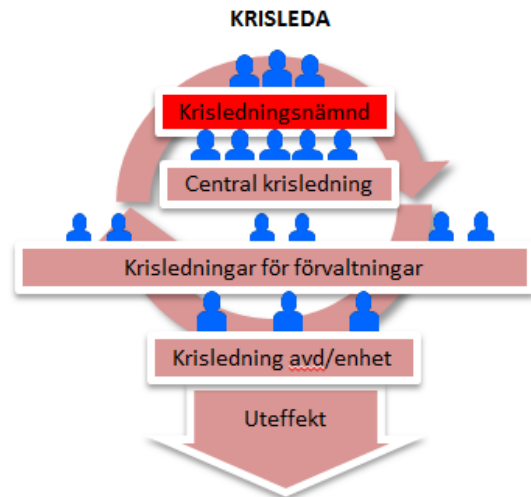 KRISLEDA
Krisledningsnämnd
Central krisledning
Krisledningar för förvaltningar
Krisledning avd/enhet
Uteffekt